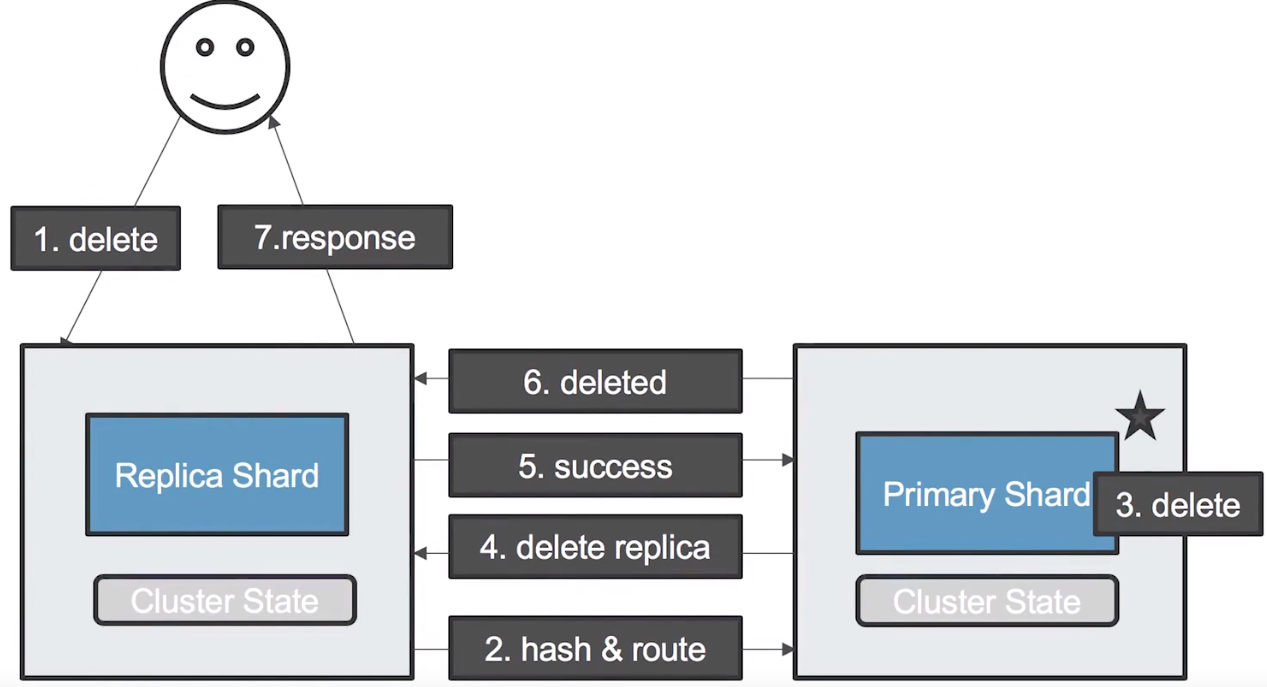 1. delete
7.response
6. deleted
5. success
Replica Shard
Primary Shard
3. delete
4. delete replica
Cluster State
Cluster State
2. hash & route